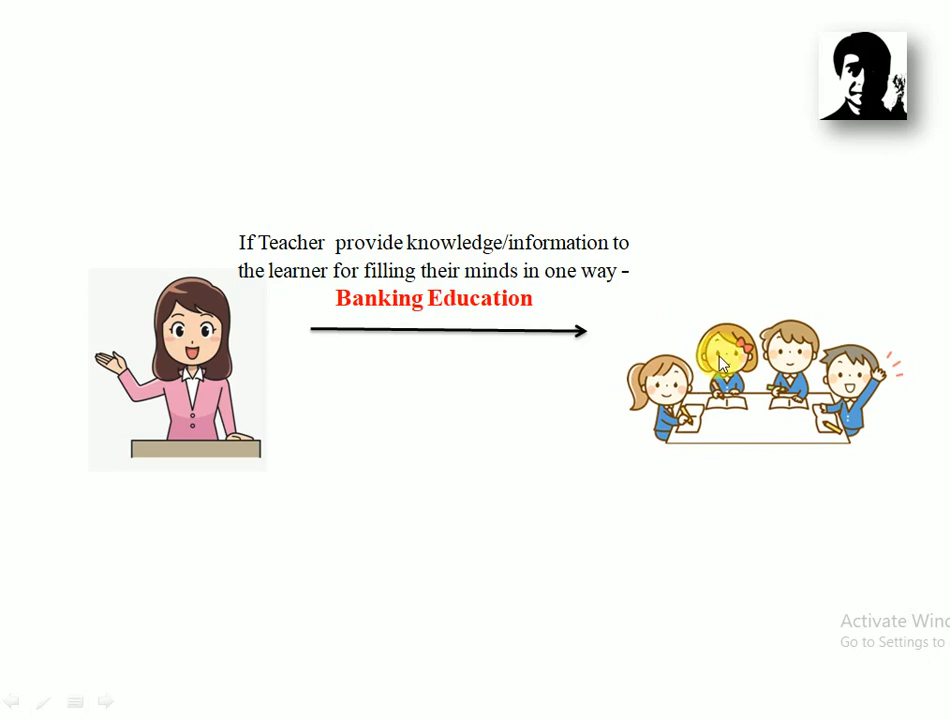 If Teacher provide knowledge/information to
the learner for filling their minds in one way -
Banking Education
Activate Wind
Go to Settings to